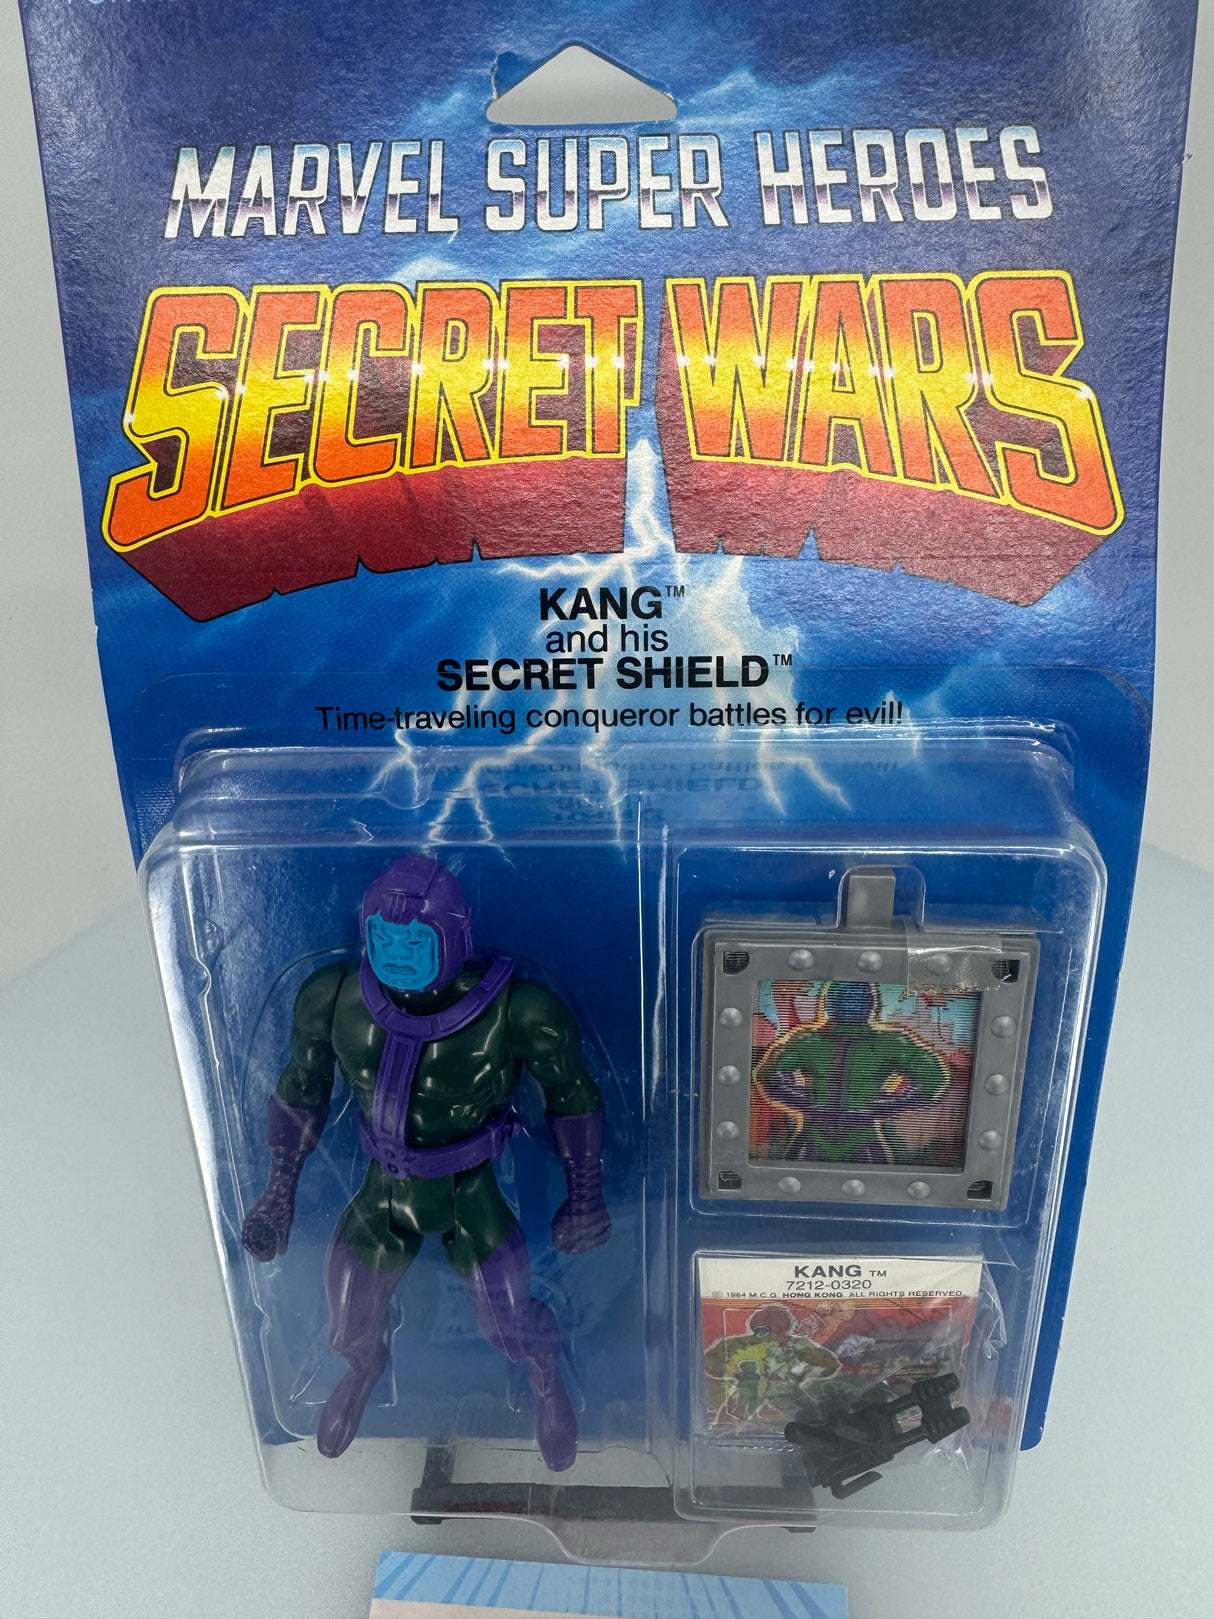 MARVEL SUPER HEROES
SECRET WARS
KANG™
and his
SECRET SHIELD™
Time-traveling conqueror battles for evil!
KANG TM
7212-0320
© 1984 M.C.G. HONG KONG ALL RIGHTS RESERVED.